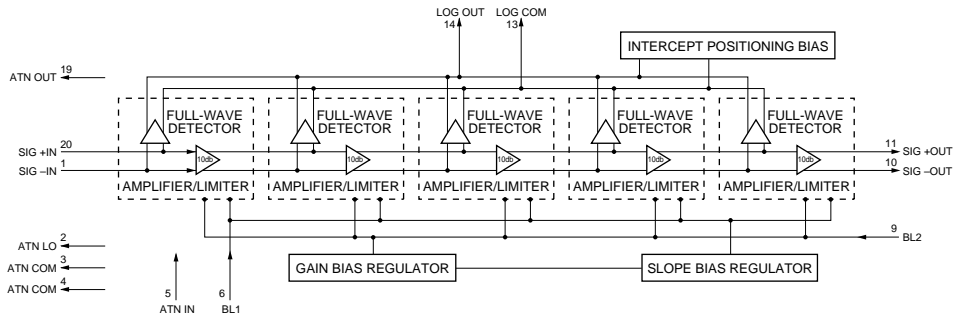 LOG OUT LOG COM
14 13
INTERCEPT POSITIONING BIAS
19
ATN OUT
FULL-WAVE DETECTOR
FULL-WAVE DETECTOR
FULL-WAVE DETECTOR
FULL-WAVE DETECTOR
FULL-WAVE DETECTOR
20
SIG +IN
1
SIG –IN
10db
10db
10db
10db
10db
11
SIG +OUT
10
SIG –OUT
AMPLIFIER/LIMITER
AMPLIFIER/LIMITER
AMPLIFIER/LIMITER
AMPLIFIER/LIMITER
AMPLIFIER/LIMITER
2
ATN LO
3
ATN COM
4
ATN COM
9
BL2
GAIN BIAS REGULATOR
SLOPE BIAS REGULATOR
5
ATN IN
6
BL1